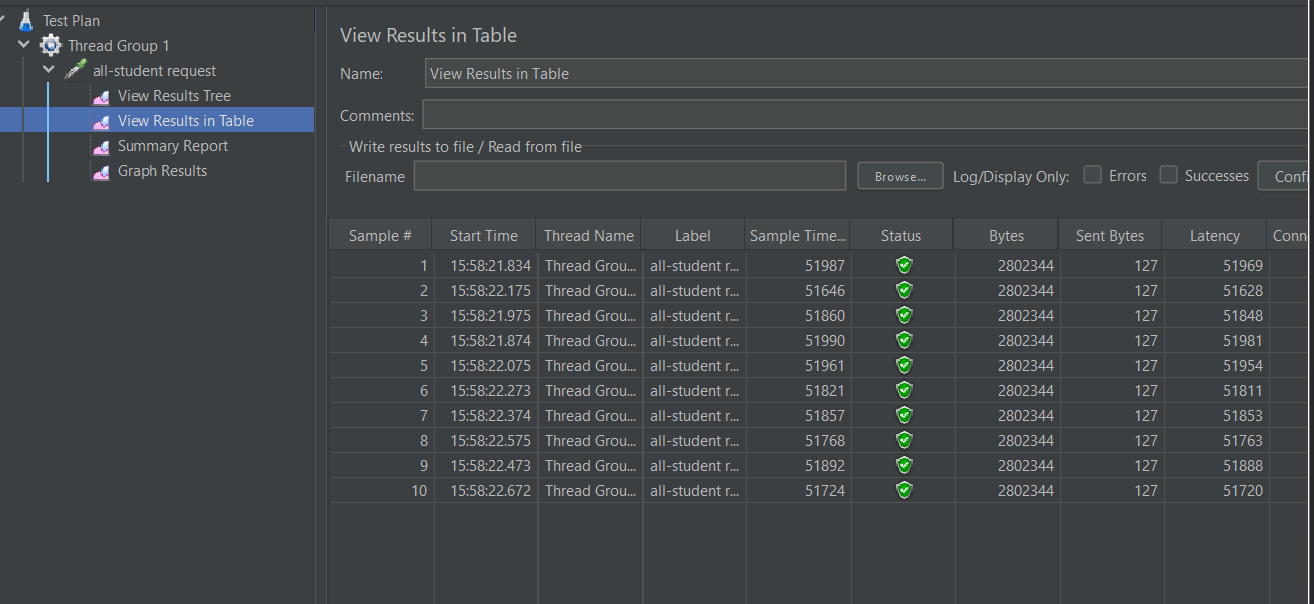 Test Plan
Thread Group 1
all-student request
View Results Tree
View Results in Table
Summary Report
Graph Results
View Results in Table
Name: View Results in Table
Comments:
Write results to file / Read from file
Filename Browse... Log/Display Only: Errors Successes Confi
Sample # Start Time Thread Name Label Sample Time... Status Bytes Sent Bytes Latency Conn
1 15:58:21.834 Thread Grou... all-student r... 51987 2802344 127 51969
2 15:58:22.175 Thread Grou... all-student r... 51646 2802344 127 51628
3 15:58:21.975 Thread Grou... all-student r... 51860 2802344 127 51848
4 15:58:21.874 Thread Grou... all-student r... 51990 2802344 127 51981
5 15:58:22.075 Thread Grou... all-student r... 51961 2802344 127 51954
6 15:58:22.273 Thread Grou... all-student r... 51821 2802344 127 51811
7 15:58:22.374 Thread Grou... all-student r... 51857 2802344 127 51853
8 15:58:22.575 Thread Grou... all-student r... 51768 2802344 127 51763
9 15:58:22.473 Thread Grou... all-student r... 51892 2802344 127 51888
10 15:58:22.672 Thread Grou... all-student r... 51724 2802344 127 51720